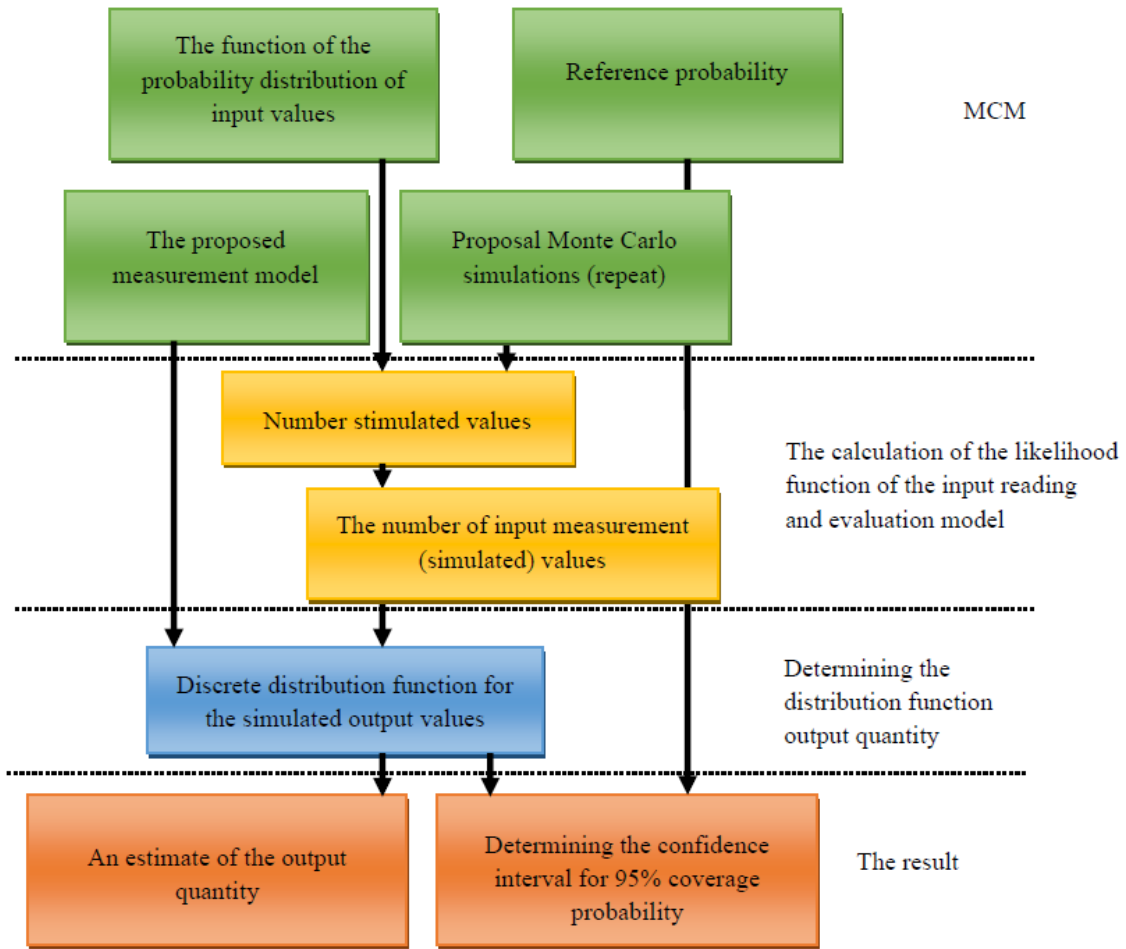 The function of the
probability distribution of
input values
Reference probability
MCM
The proposed
measurement model
Proposal Monte Carlo
simulations (repeat)
Number stimulated values
The calculation of the likelihood
function of the input reading
and evaluation model
The number of input measurement
(simulated) values
Discrete distribution function for
the simulated output values
Determining the
distribution function
output quantity
An estimate of the output
quantity
Determining the confidence
interval for 95% coverage
probability
The result